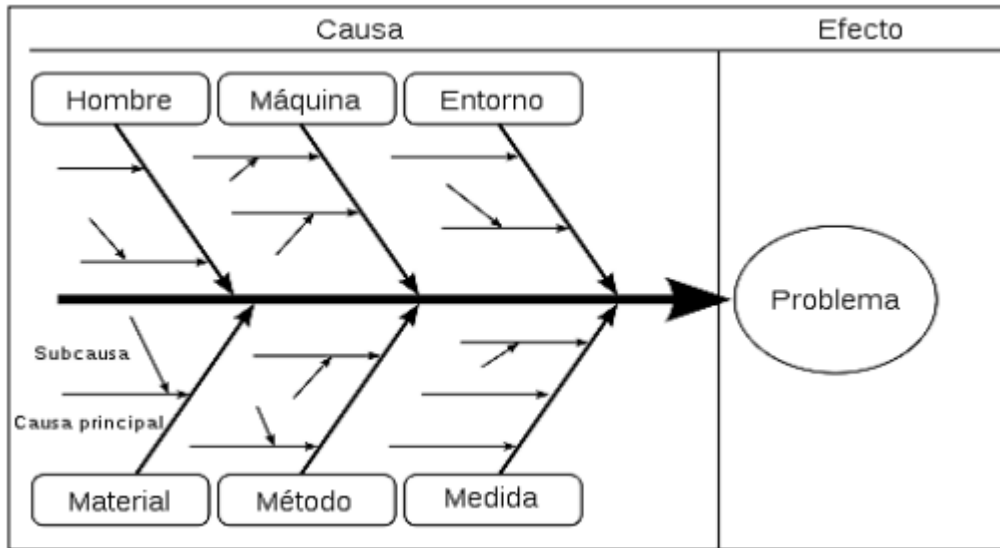 Causa
Efecto
Hombre
Máquina
Entorno
Problema
Subcausa
Causa principal
Material
Método
Medida